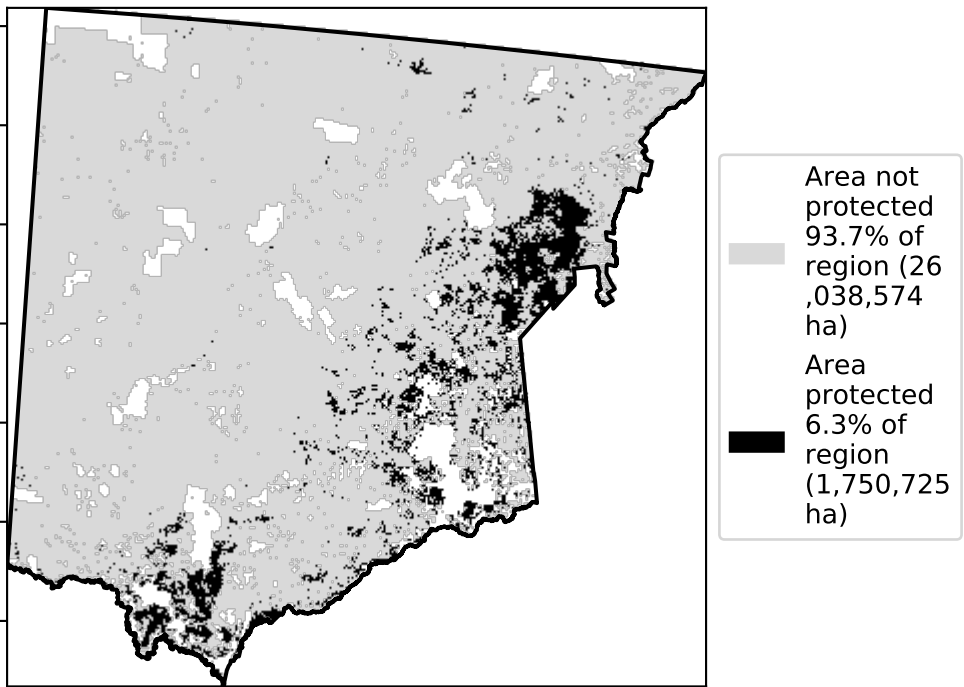 Area not
protected
93.7% of
region (26
,038,574
ha)
Area
protected
6.3% of
region
(1,750,725
ha)